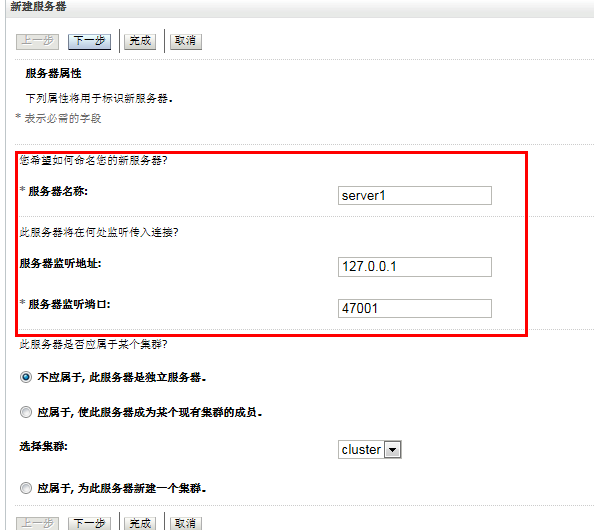 新建服务器
上一步 下一步 完成 取消
服务器属性
下列属性将用于标识新服务器。
* 表示必需的字段
您希望如何命名您的新服务器?
* 服务器名称: server1
此服务器将在何处监听传入连接?
服务器监听地址: 127.0.0.1
* 服务器监听端口: 47001
此服务器是否应属于某个集群?
不应属于, 此服务器是独立服务器。
应属于, 使此服务器成为某个现有集群的成员。
选择集群: cluster
应属于, 为此服务器新建一个集群。
上一步 下一步 完成 取消